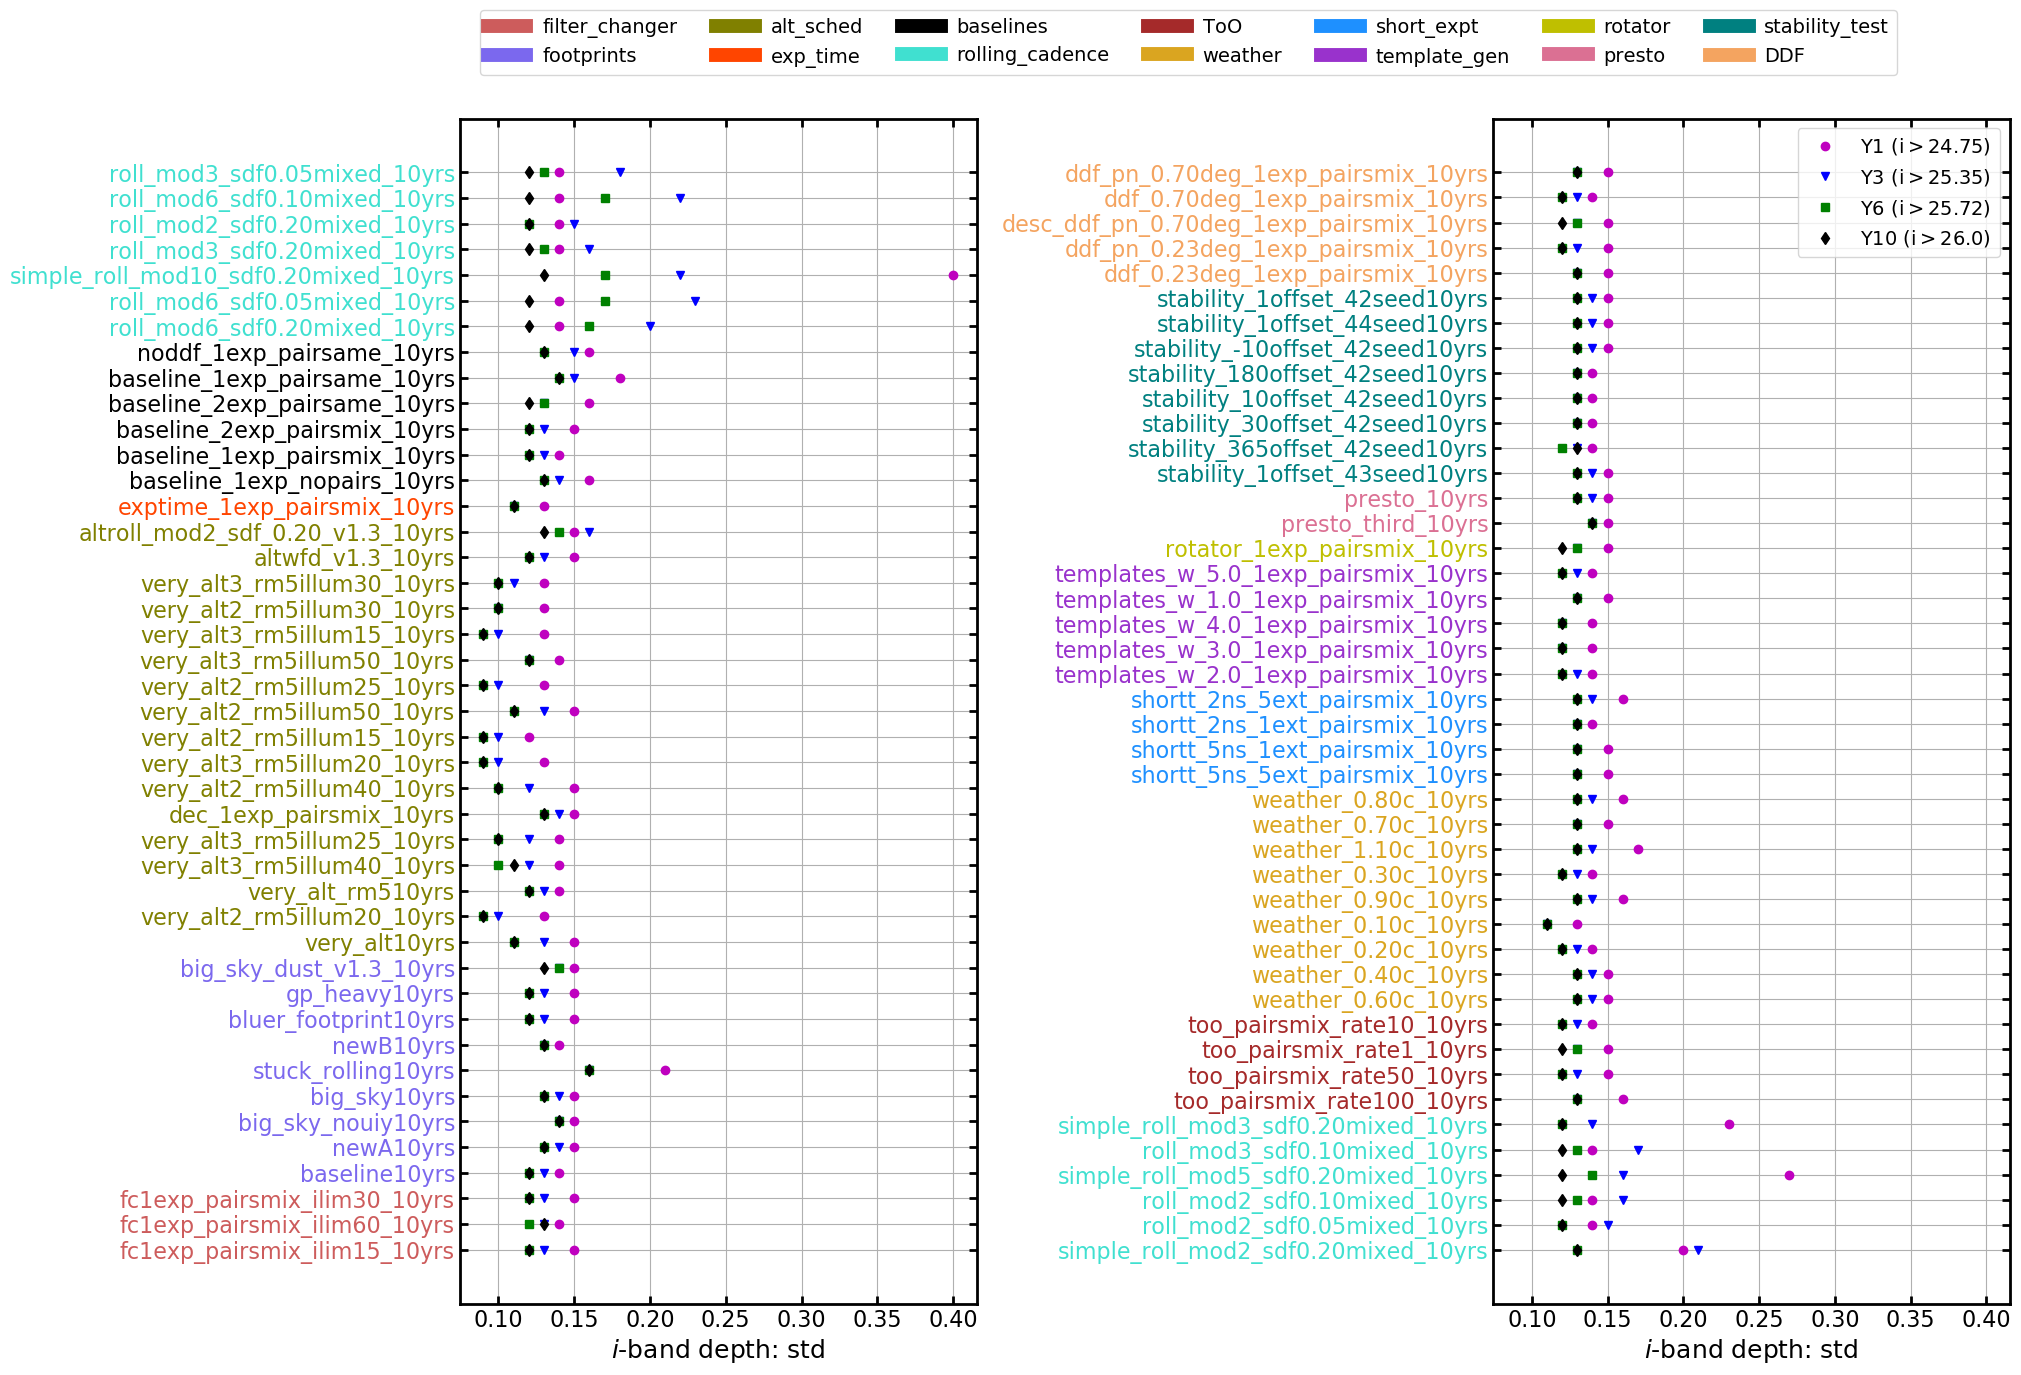 filter_changer alt_sched baselines ToO short_expt rotator stability_test
footprints exp_time rolling_cadence weather template_gen presto DDF
roll_mod3_sdf0.05mixed_10yrs
roll_mod6_sdf0.10mixed_10yrs
roll_mod2_sdf0.20mixed_10yrs
roll_mod3_sdf0.20mixed_10yrs
simple_roll_mod10_sdf0.20mixed_10yrs
roll_mod6_sdf0.05mixed_10yrs
roll_mod6_sdf0.20mixed_10yrs
noddf_1exp_pairsame_10yrs
baseline_1exp_pairsame_10yrs
baseline_2exp_pairsame_10yrs
baseline_2exp_pairsmix_10yrs
baseline_1exp_pairsmix_10yrs
baseline_1exp_nopairs_10yrs
exptime_1exp_pairsmix_10yrs
altroll_mod2_sdf_0.20_v1.3_10yrs
altwfd_v1.3_10yrs
very_alt3_rm5illum30_10yrs
very_alt2_rm5illum30_10yrs
very_alt3_rm5illum15_10yrs
very_alt3_rm5illum50_10yrs
very_alt2_rm5illum25_10yrs
very_alt2_rm5illum50_10yrs
very_alt2_rm5illum15_10yrs
very_alt3_rm5illum20_10yrs
very_alt2_rm5illum40_10yrs
dec_1exp_pairsmix_10yrs
very_alt3_rm5illum25_10yrs
very_alt3_rm5illum40_10yrs
very_alt_rm510yrs
very_alt2_rm5illum20_10yrs
very_alt10yrs
big_sky_dust_v1.3_10yrs
gp_heavy10yrs
bluer_footprint10yrs
newB10yrs
stuck_rolling10yrs
big_sky10yrs
big_sky_nouiy10yrs
newA10yrs
baseline10yrs
fc1exp_pairsmix_ilim30_10yrs
fc1exp_pairsmix_ilim60_10yrs
fc1exp_pairsmix_ilim15_10yrs
0.10 0.15 0.20 0.25 0.30 0.35 0.40
i-band depth: std
Y1 (i > 24.75)
Y3 (i > 25.35)
Y6 (i > 25.72)
Y10 (i > 26.0)
ddf_pn_0.70deg_1exp_pairsmix_10yrs
ddf_0.70deg_1exp_pairsmix_10yrs
desc_ddf_pn_0.70deg_1exp_pairsmix_10yrs
ddf_pn_0.23deg_1exp_pairsmix_10yrs
ddf_0.23deg_1exp_pairsmix_10yrs
stability_1offset_42seed10yrs
stability_1offset_44seed10yrs
stability_-10offset_42seed10yrs
stability_180offset_42seed10yrs
stability_10offset_42seed10yrs
stability_30offset_42seed10yrs
stability_365offset_42seed10yrs
stability_1offset_43seed10yrs
presto_10yrs
presto_third_10yrs
rotator_1exp_pairsmix_10yrs
templates_w_5.0_1exp_pairsmix_10yrs
templates_w_1.0_1exp_pairsmix_10yrs
templates_w_4.0_1exp_pairsmix_10yrs
templates_w_3.0_1exp_pairsmix_10yrs
templates_w_2.0_1exp_pairsmix_10yrs
shortt_2ns_5ext_pairsmix_10yrs
shortt_2ns_1ext_pairsmix_10yrs
shortt_5ns_1ext_pairsmix_10yrs
shortt_5ns_5ext_pairsmix_10yrs
weather_0.80c_10yrs
weather_0.70c_10yrs
weather_1.10c_10yrs
weather_0.30c_10yrs
weather_0.90c_10yrs
weather_0.10c_10yrs
weather_0.20c_10yrs
weather_0.40c_10yrs
weather_0.60c_10yrs
too_pairsmix_rate10_10yrs
too_pairsmix_rate1_10yrs
too_pairsmix_rate50_10yrs
too_pairsmix_rate100_10yrs
simple_roll_mod3_sdf0.20mixed_10yrs
roll_mod3_sdf0.10mixed_10yrs
simple_roll_mod5_sdf0.20mixed_10yrs
roll_mod2_sdf0.10mixed_10yrs
roll_mod2_sdf0.05mixed_10yrs
simple_roll_mod2_sdf0.20mixed_10yrs
0.10 0.15 0.20 0.25 0.30 0.35 0.40
i-band depth: std